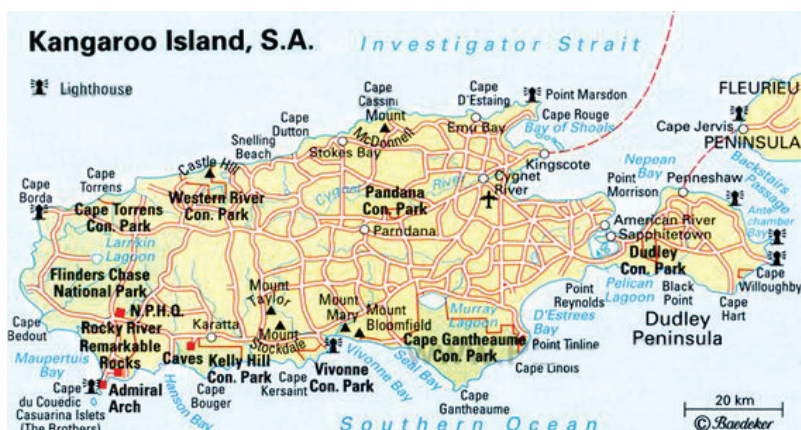 Kangaroo Island, S.A.
Lighthouse
Investigator Strait
Cape
Cassini
Mount
McDonnell
Cape
D'Estaing
Point Marsdon
Cape Rouge
Bay of Shoals
Emu Bay
FLEURIEU
Cape Jervis
PENINSULA
Cape
Dutton
Snelling
Beach
Stokes Bay
Kingscote
Nepean
Bay
Backstairs
Passage
Castle Hill
Cape
Torrens
Western River
Con. Park
Cygnet
River
Pandana
Con. Park
Cygnet
River
Point
Morrison
Penneshaw
Cape
Borda
Cape Torrens
Con. Park
Larrikin
Lagoon
Parndana
American River
Sapphitetown
Ante
chamber
Bay
Flinders Chase
National Park
Dudley
Con. Park
Cape
Willoughby
N.P.H.Q.
Mount
Taylor
Mount
Mary
Mount
Bloomfield
Murray
Lagoon
Point
Reynolds
Pelican
Lagoon
Black
Point
Cape
Hart
Cape
Bedout
Rocky River
Remarkable
Rocks
Karatta
Mount
Stockdale
D'Estrees
Bay
Dudley
Peninsula
Maupertuis
Bay
Caves
Kelly Hill
Con. Park
Cape Gantheaume
Con. Park
Point Tinline
Cape Linois
Cape
du Couedic
Casuarina Islets
(The Brothers)
Admiral
Arch
Hanson Bay
Cape
Bouger
Cape
Kersaint
Vivonne
Con. Park
Vivonne Bay
Seal Bay
Cape
Gantheaume
Southern Ocean
20 km
© Baedeker